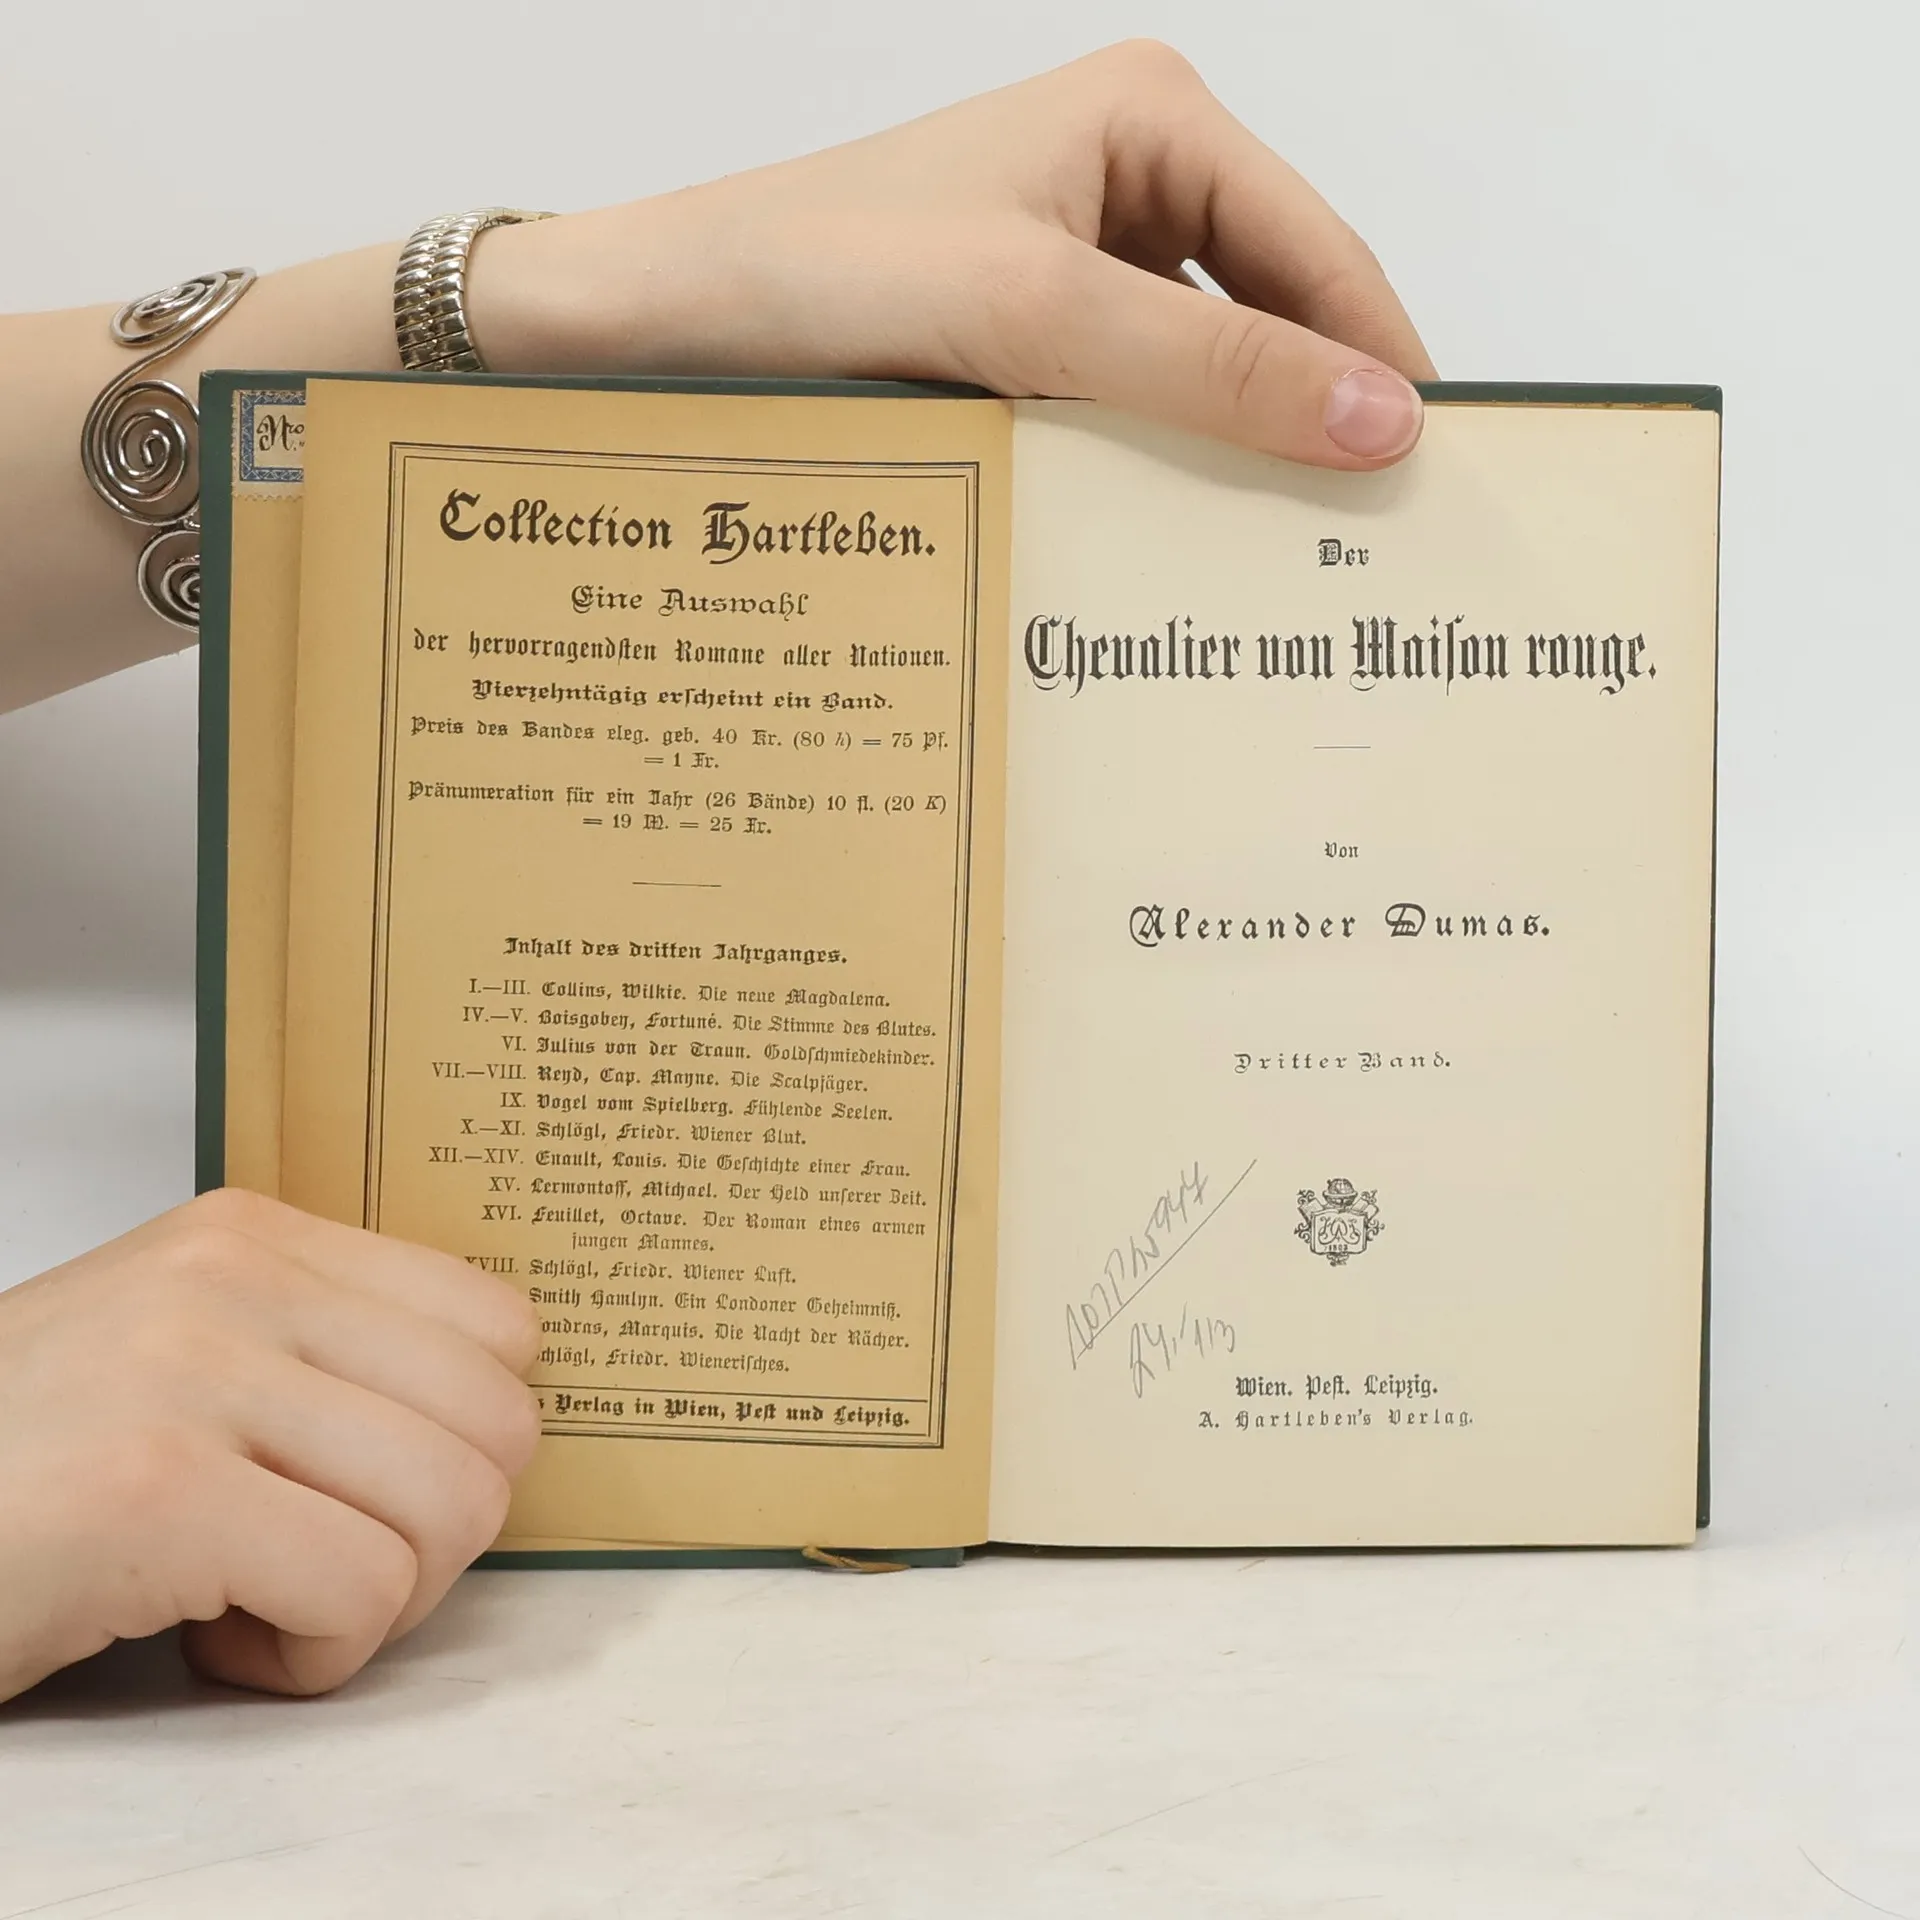 Nro
Collection Hartleben.
Eine Auswahl
der hervorragendſten Romane aller Nationen.
Vierzehntägig erſcheint ein Band.
Preis des Bandes eleg. geb. 40 Kr. (80 h) = 75 Pf.
= 1 Fr.
Pränumeration für ein Jahr (26 Bände) 10 fl. (20 K)
= 19 M. = 25 Fr.
Inhalt des dritten Jahrganges.
I.—III. Collins, Wilkie. Die neue Magdalena.
IV.—V. Boisgobey, Fortuné. Die Stimme des Blutes.
VI. Julius von der Traun. Goldſchmiedekinder.
VII.—VIII. Reyd, Cap. Mayne. Die Scalpjäger.
IX. Vogel vom Spielberg. Fühlende Seelen.
X.—XI. Schlögl, Friedr. Wiener Blut.
XII.—XIV. Enault, Louis. Die Geſchichte einer Frau.
XV. Lermontoff, Michael. Der Held unſerer Zeit.
XVI. Feuillet, Octave. Der Roman eines armen
jungen Mannes.
XVIII. Schlögl, Friedr. Wiener Luft.
Smith Hamlyn. Ein Londoner Geheimniß.
oudras, Marquis. Die Nacht der Rächer.
chlögl, Friedr. Wieneriſches.
s Verlag in Wien, Peſt und Leipzig.
Der
Chevalier von Maiſon rouge.
Von
Alexander Dumas.
Dritter Band.
1803
Wien. Peſt. Leipzig.
A. Hartleben's Verlag.